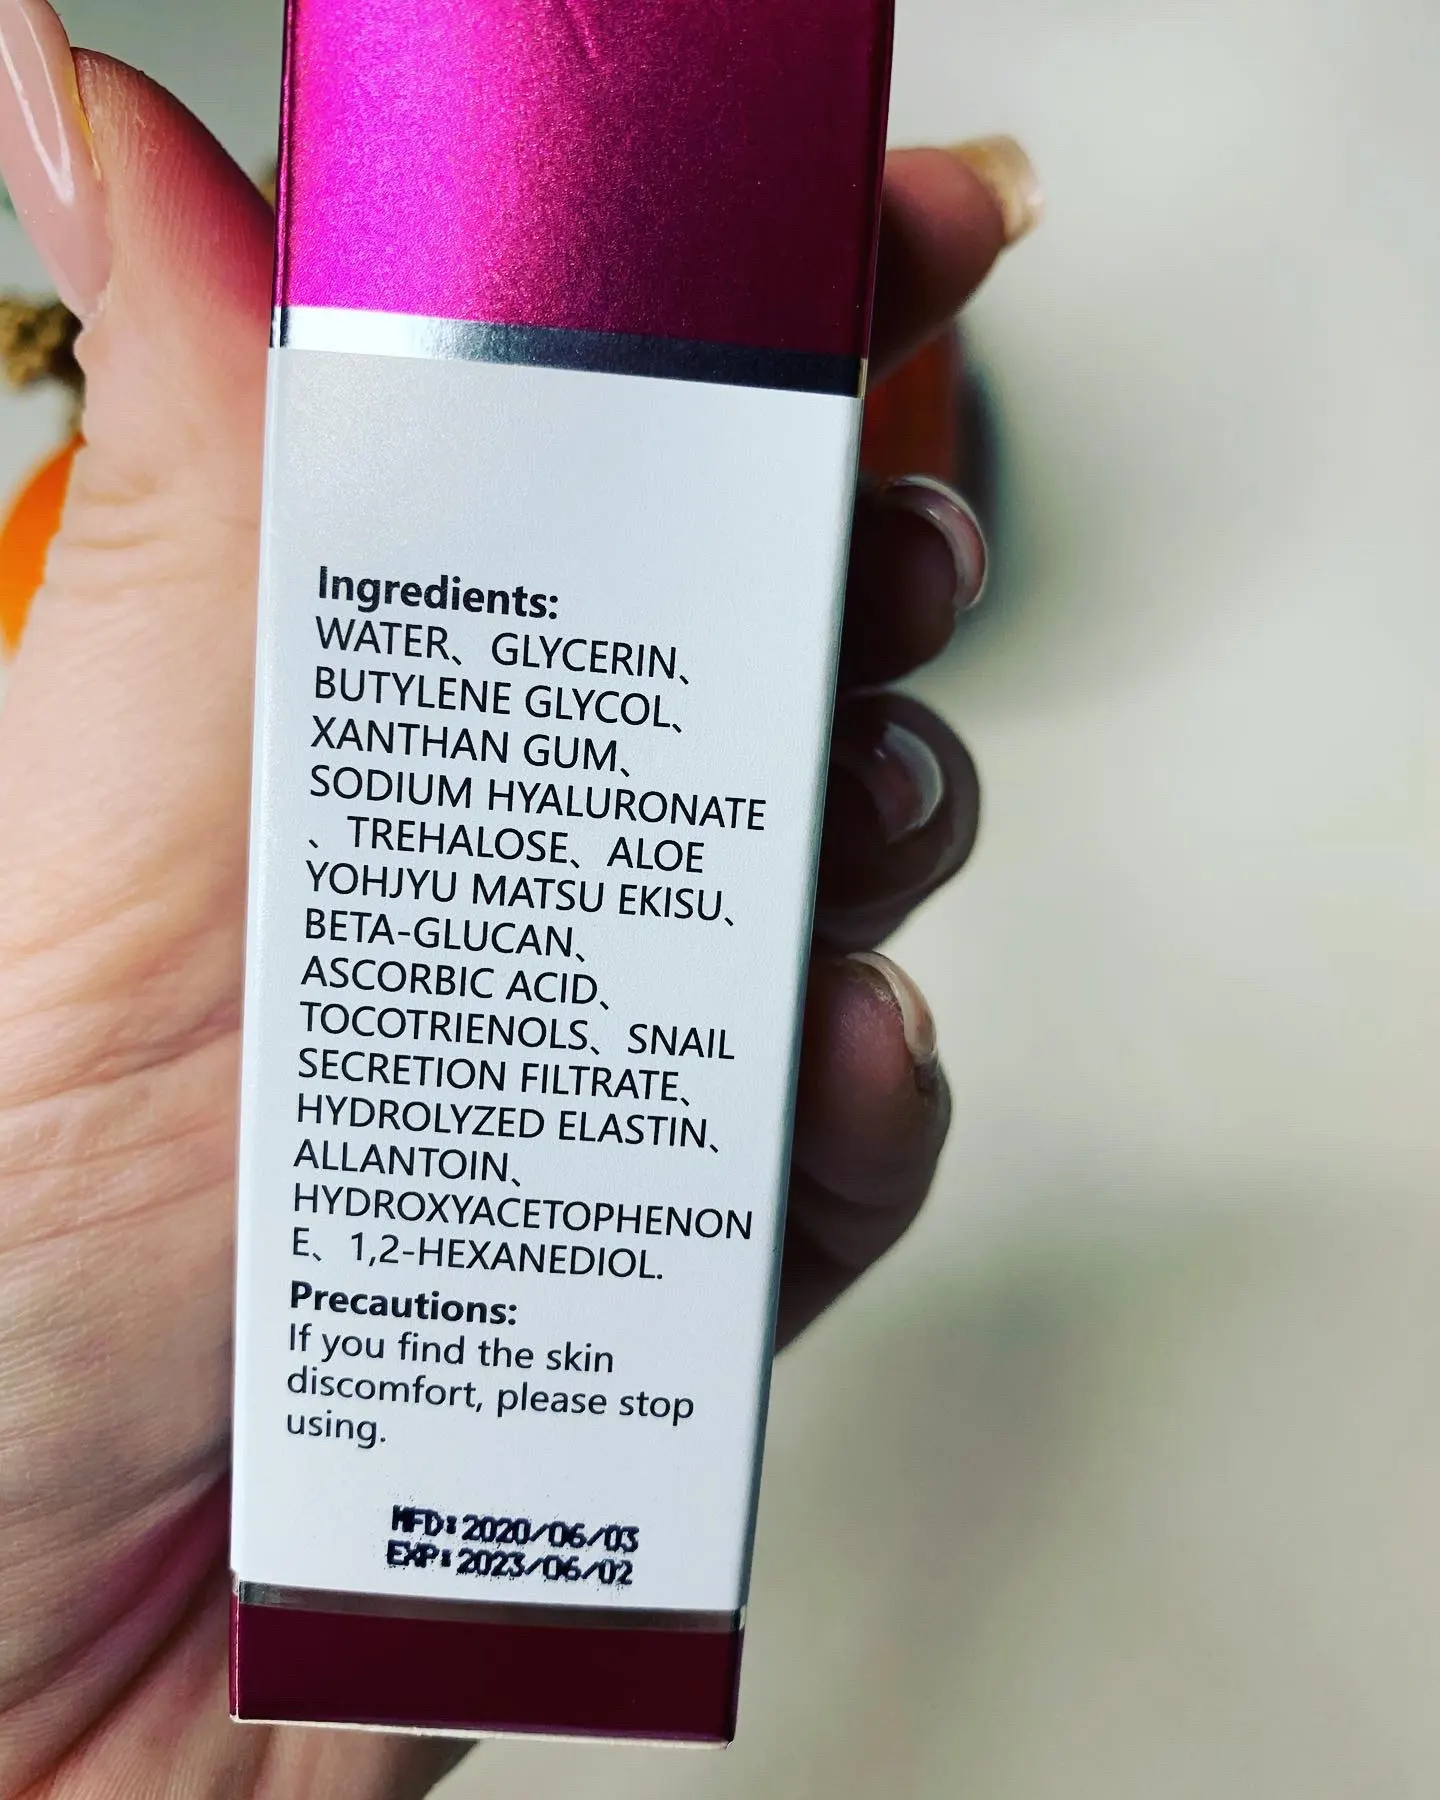 Ingredients:
WATER、GLYCERIN、
BUTYLENE GLYCOL、
XANTHAN GUM、
SODIUM HYALURONATE
、TREHALOSE、ALOE
YOHJYU MATSU EKISU、
BETA-GLUCAN、
ASCORBIC ACID、
TOCOTRIENOLS、SNAIL
SECRETION FILTRATE、
HYDROLYZED ELASTIN、
ALLANTOIN、
HYDROXYACETOPHENON
E、1,2-HEXANEDIOL.
Precautions:
If you find the skin
discomfort, please stop
using.
MFD:2020/06/03
EXP:2023/06/02